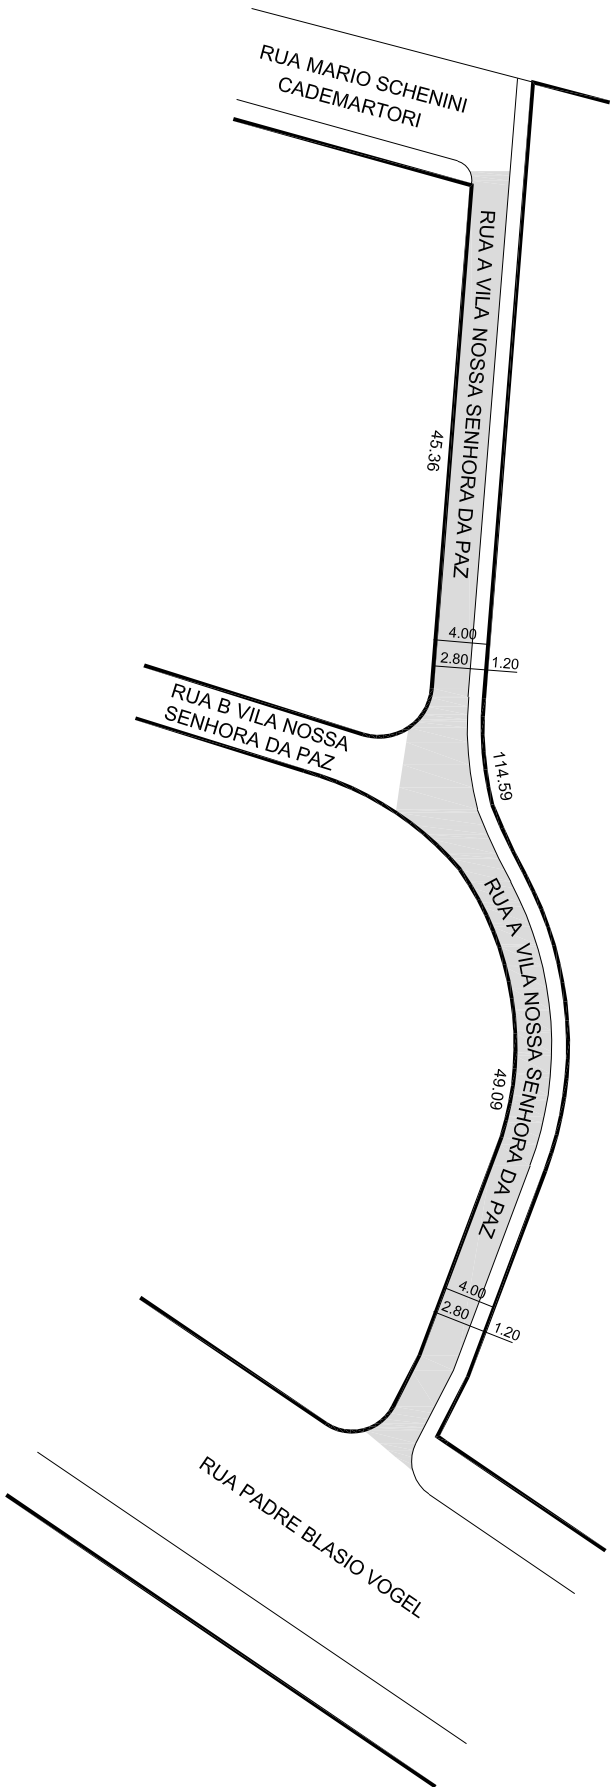 RUA MARIO SCHENINI
CADEMARTORI
RUA A VILA NOSSA SENHORA DA PAZ
45.36
4.00
2.80
1.20
RUA B VILA NOSSA
SENHORA DA PAZ
114.59
RUA A VILA NOSSA SENHORA DA PAZ
49.09
4.00
2.80
1.20
RUA PADRE BLASIO VOGEL